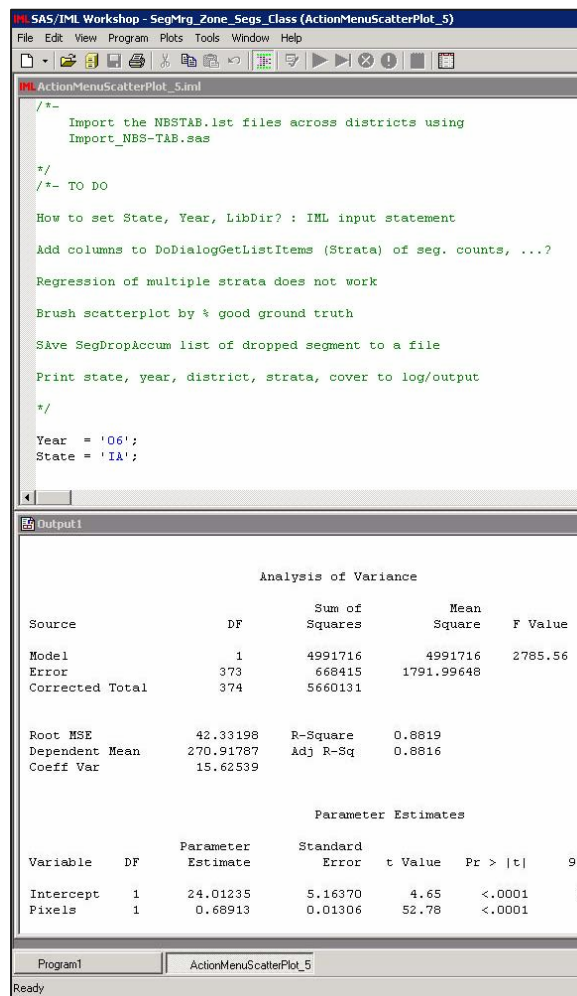 IML SAS/IML Workshop - SegMrg_Zone_Segs_Class (ActionMenuScatterPlot_5)
File Edit View Program Plots Tools Window Help
IML ActionMenuScatterPlot_5.iml
/*-
Import the NBSTAB.lst files across districts using
Import_NBS-TAB.sas
*/
/*- TO DO
How to set State, Year, LibDir? : IML input statement
Add columns to DoDialogGetListItems (Strata) of seg. counts, ...?
Regression of multiple strata does not work
Brush scatterplot by % good ground truth
SAve SegDropAccum list of dropped segment to a file
Print state, year, district, strata, cover to log/output
*/
Year = '06';
State = 'IA';
Output1
Analysis of Variance
Sum of Mean
Source DF Squares Square F Value
Model 1 4991716 4991716 2785.56
Error 373 668415 1791.99648
Corrected Total 374 5660131
Root MSE 42.33198 R-Square 0.8819
Dependent Mean 270.91787 Adj R-Sq 0.8816
Coeff Var 15.62539
Parameter Estimates
Parameter Standard
Variable DF Estimate Error t Value Pr > |t| 9
Intercept 1 24.01235 5.16370 4.65 <.0001
Pixels 1 0.68913 0.01306 52.78 <.0001
Program1 ActionMenuScatterPlot_5
Ready